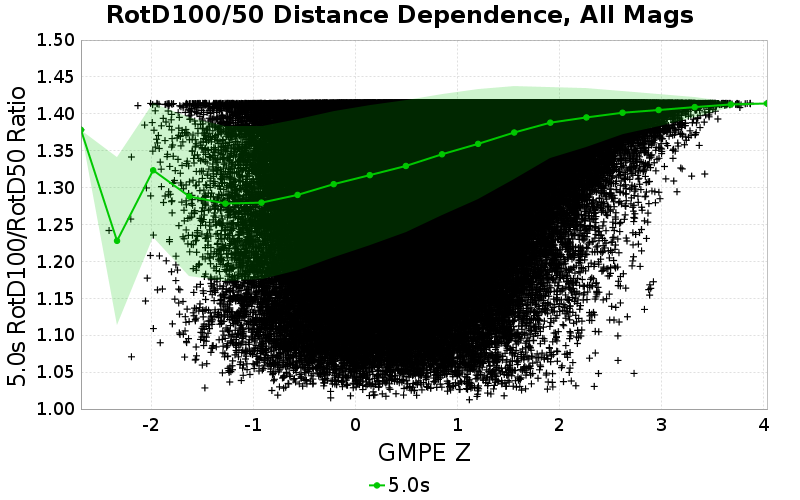 RotD100/50 Distance Dependence, All Mags
5.0s RotD100/RotD50 Ratio
1.50
1.45
1.40
1.35
1.30
1.25
1.20
1.15
1.10
1.05
1.00
-2 -1 0 1 2 3 4
GMPE Z
5.0s